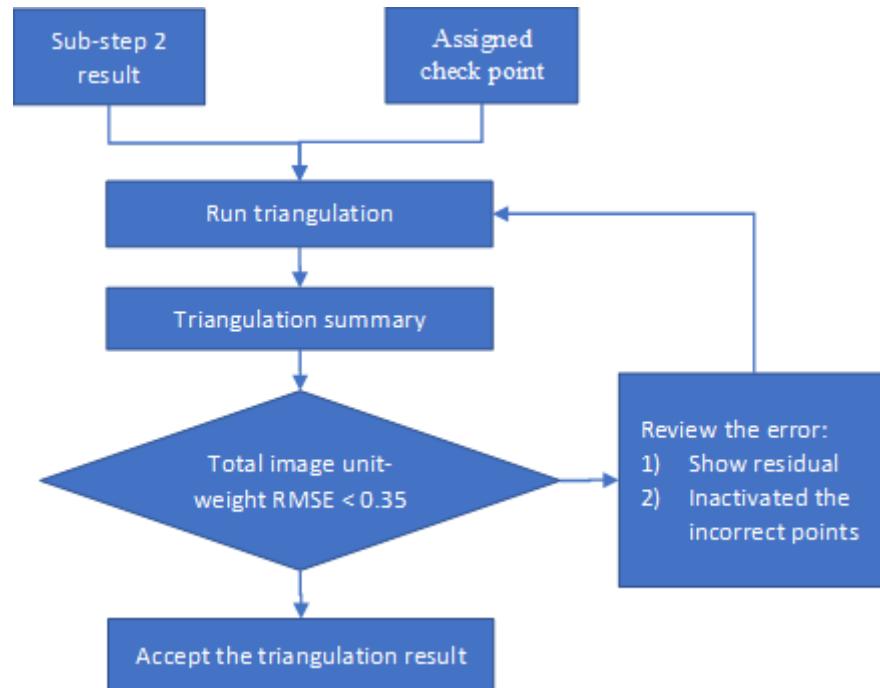 Sub-step 2
result
Assigned
check point
Run triangulation
Triangulation summary
Total image unit-
weight RMSE < 0.35
Review the error:
1) Show residual
2) Inactivated the
incorrect points
Accept the triangulation result